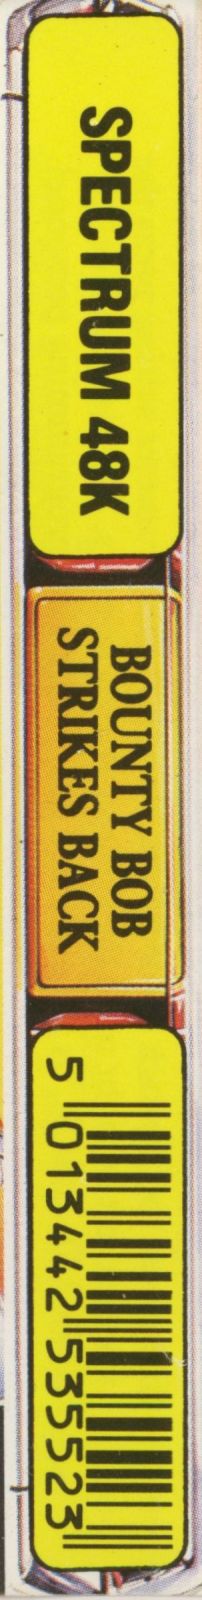 SPECTRUM 48K
BOUNTY BOB
STRIKES BACK
5 013442 535523